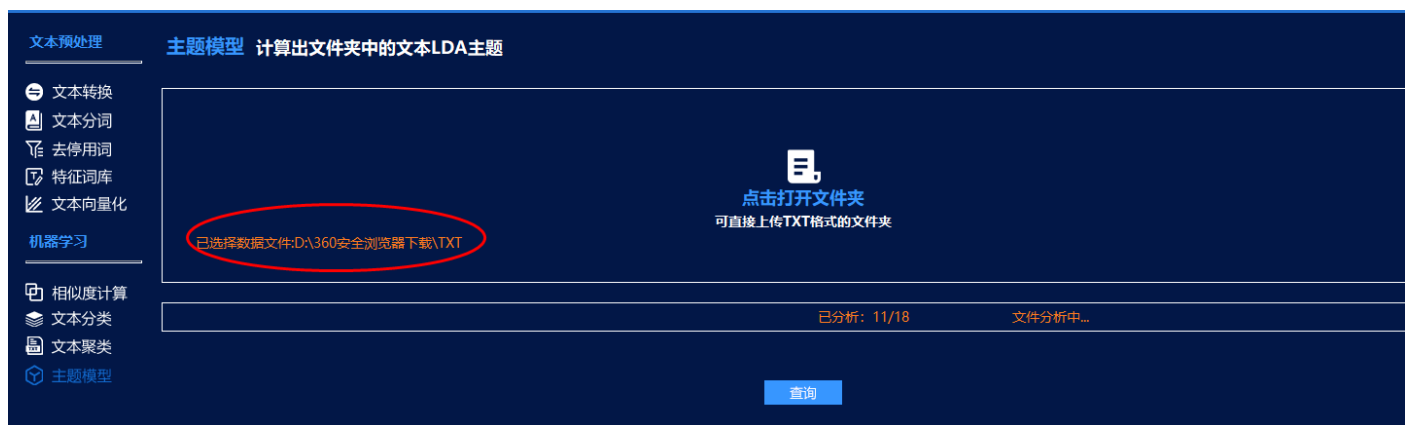 文本预处理
主题模型 计算出文件夹中的文本LDA主题
文本转换
文本分词
去停用词
特征词库
文本向量化
机器学习
相似度计算
文本分类
文本聚类
主题模型
点击打开文件夹
可直接上传TXT格式的文件夹
已选择数据文件:D:\360安全浏览器下载\TXT
已分析：11/18 文件分析中...
查询